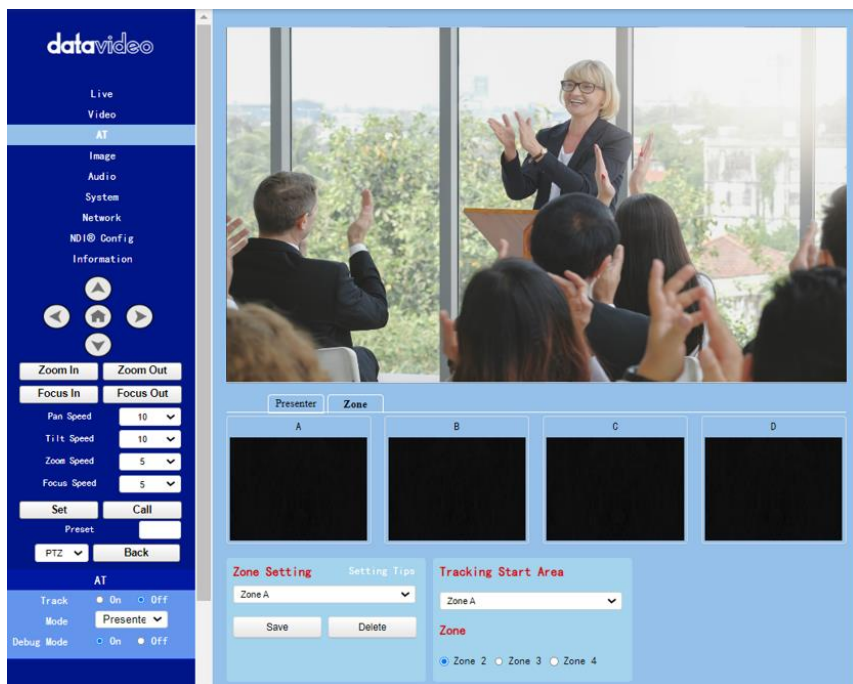 datavideo
Live
Video
AT
Image
Audio
System
Network
NDI® Config
Information
Zoom In Zoom Out
Focus In Focus Out
Pan Speed 10
Tilt Speed 10
Zoom Speed 5
Focus Speed 5
Set Call
Preset
PTZ Back
AT
Track On Off
Mode Presente
Debug Mode On Off
Presenter Zone
A B C D
Zone Setting Setting Tips
Zone A
Save Delete
Tracking Start Area
Zone A
Zone
Zone 2 Zone 3 Zone 4